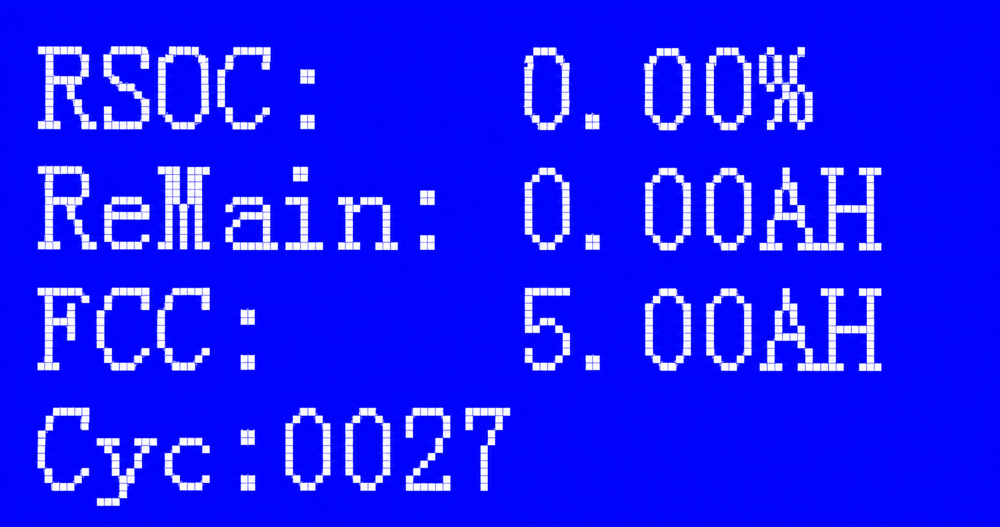 RSOC: 0.00%
ReMain: 0.00AH
FCC: 5.00AH
Cyc:0027